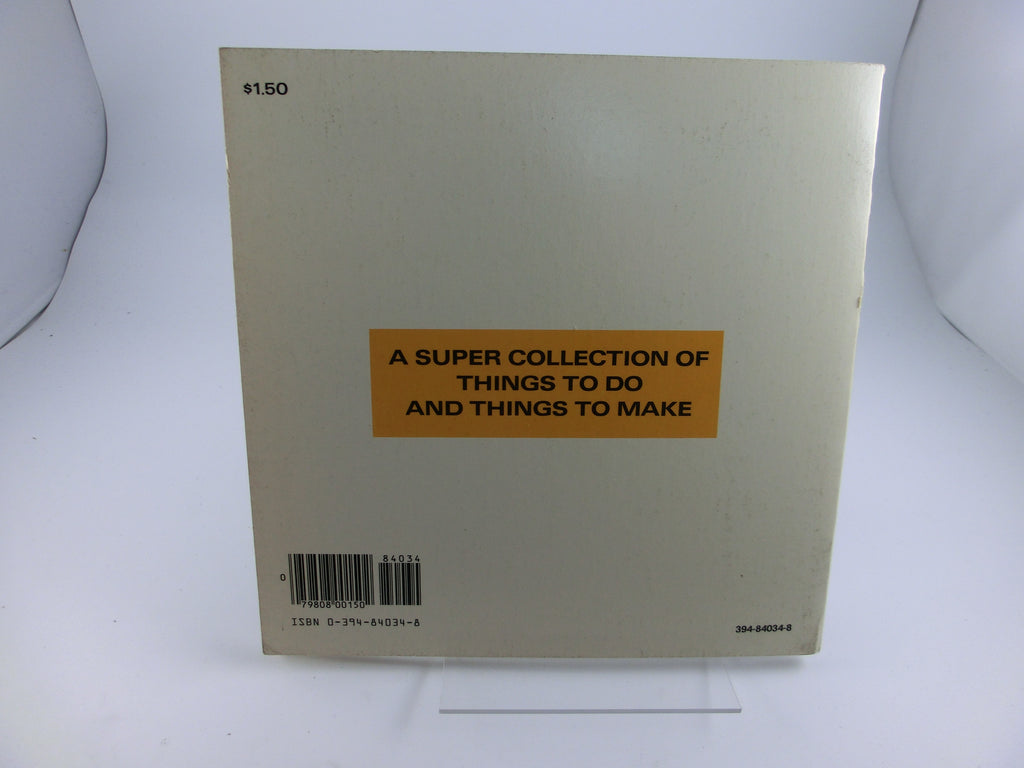 $1.50
A SUPER COLLECTION OF
THINGS TO DO
AND THINGS TO MAKE
84034
0
79808 00150
ISBN 0-394-84034-8
394-84034-8